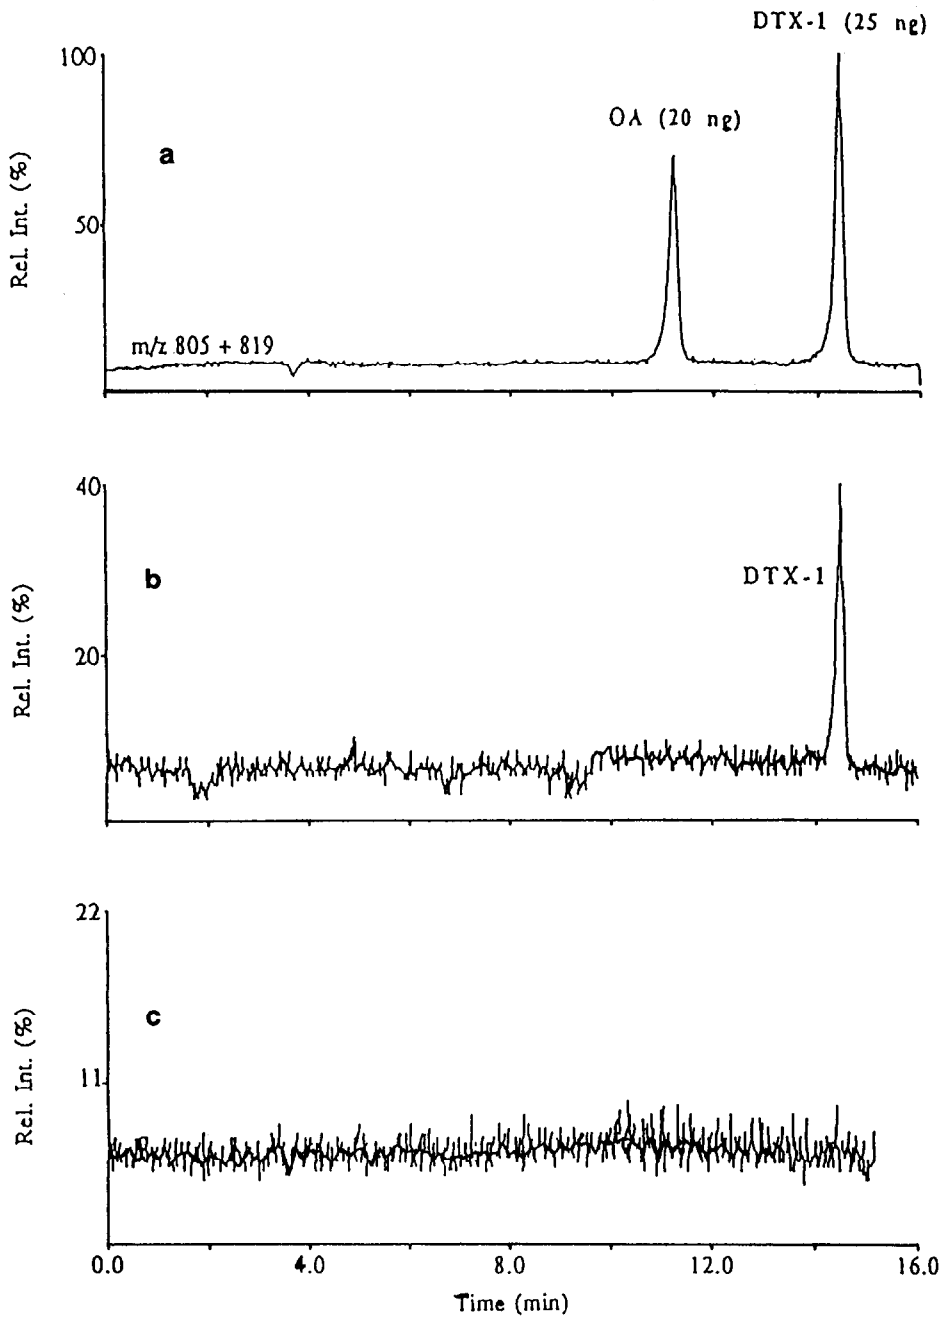 DTX-1 (25 ng)
100
OA (20 ng)
a
Rel. Int. (%)
50
m/z 805 + 819
40
b
DTX-1
Rel. Int. (%)
20
22
c
Rel. Int. (%)
11
0.0 4.0 8.0 12.0 16.0
Time (min)